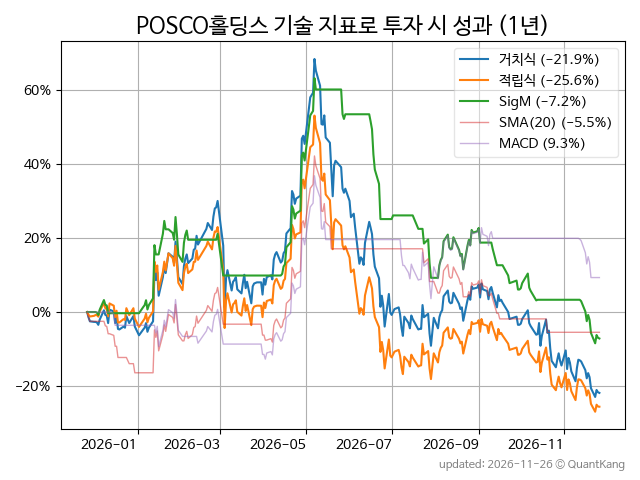 POSCO홀딩스 기술 지표로 투자 시 성과 (1년)
거치식 (−21.9%)
적립식 (−25.6%)
SigM (−7.2%)
SMA(20) (−5.5%)
MACD (9.3%)
60%
40%
20%
0%
−20%
2026-01 2026-03 2026-05 2026-07 2026-09 2026-11
updated: 2026-11-26 © QuantKang